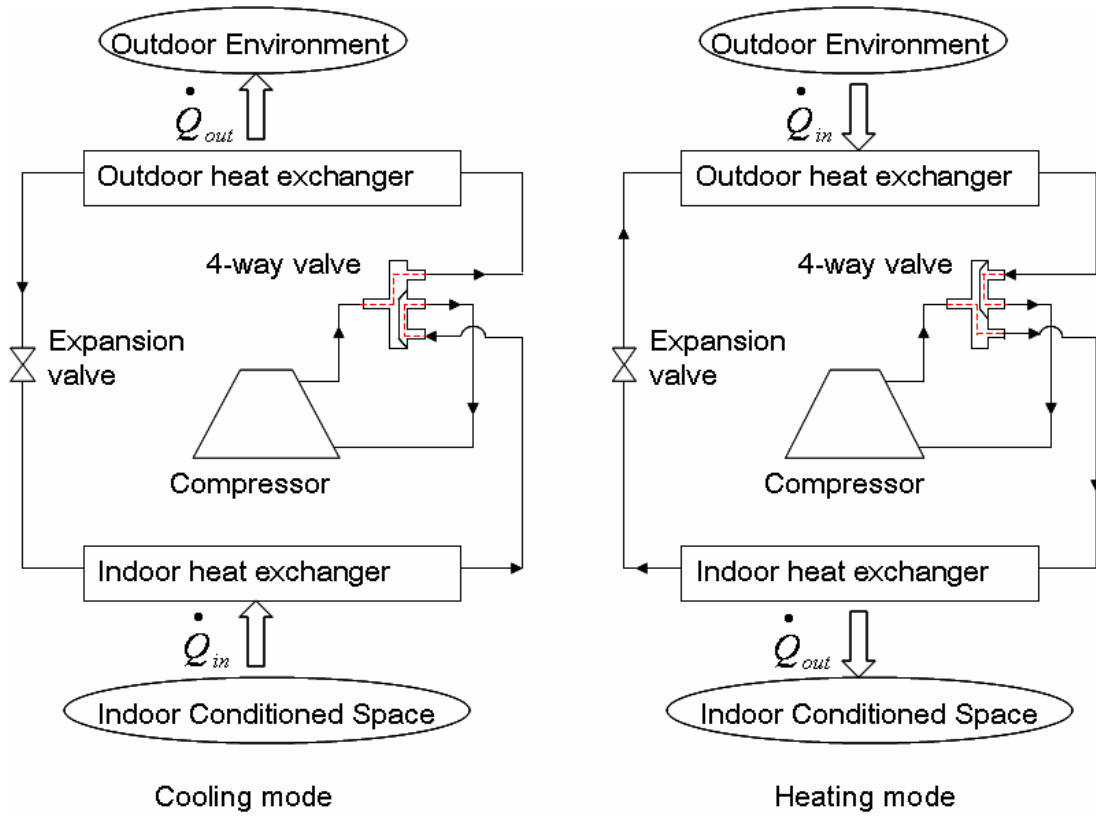 Outdoor Environment
Q̇ out
Outdoor heat exchanger
4-way valve
Expansion
valve
Compressor
Indoor heat exchanger
Q̇ in
Indoor Conditioned Space
Cooling mode
Outdoor Environment
Q̇ in
Outdoor heat exchanger
4-way valve
Expansion
valve
Compressor
Indoor heat exchanger
Q̇ out
Indoor Conditioned Space
Heating mode